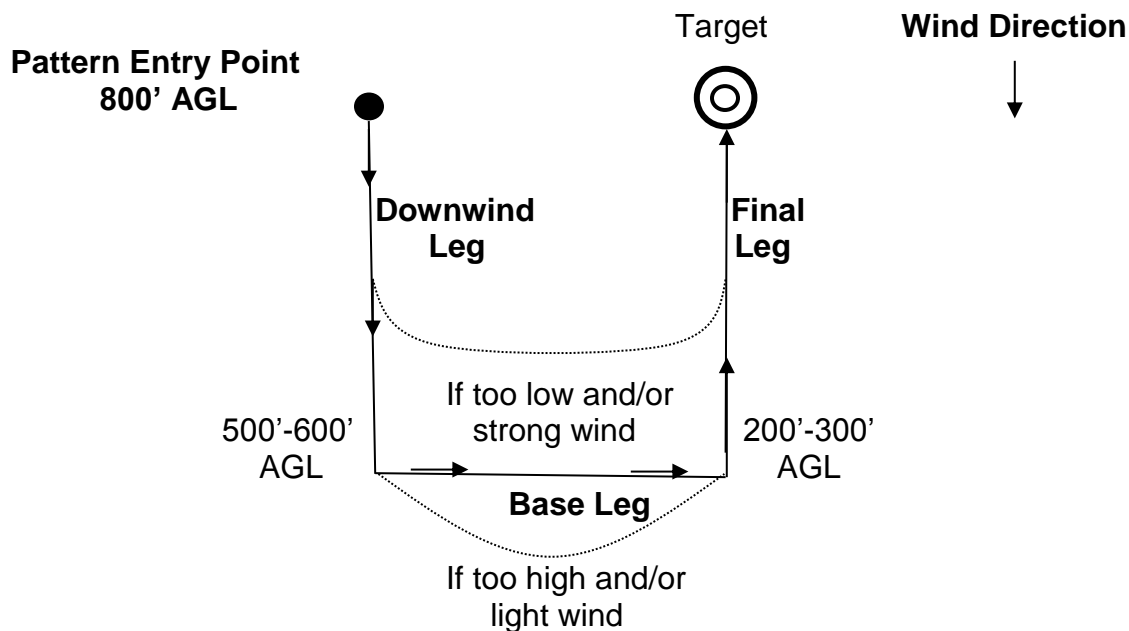 Target
Wind Direction
Pattern Entry Point
800’ AGL
Downwind
Leg
Final
Leg
If too low and/or
strong wind
500’-600’
AGL
200’-300’
AGL
Base Leg
If too high and/or
light wind